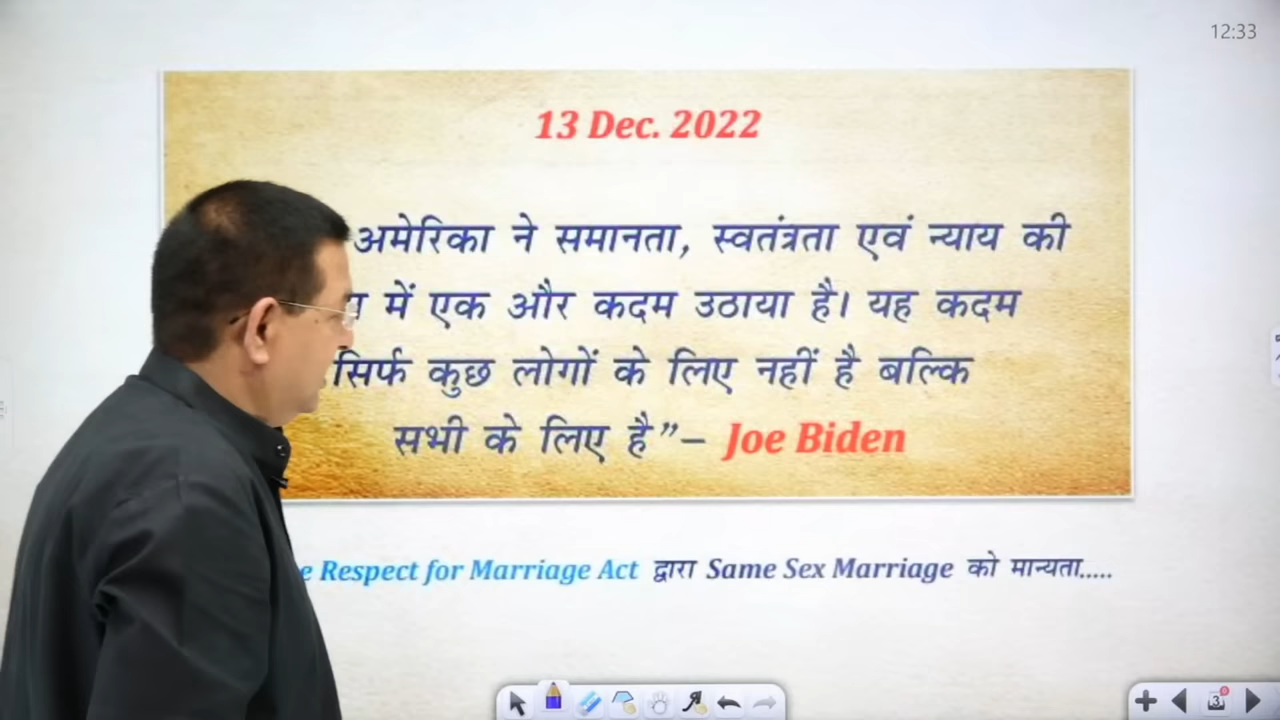 12:33
13 Dec. 2022
अमेरिका ने समानता, स्वतंत्रता एवं न्याय की
में एक और कदम उठाया है। यह कदम
सिर्फ कुछ लोगों के लिए नहीं है बल्कि
सभी के लिए है”– Joe Biden
Respect for Marriage Act द्वारा Same Sex Marriage को मान्यता.....